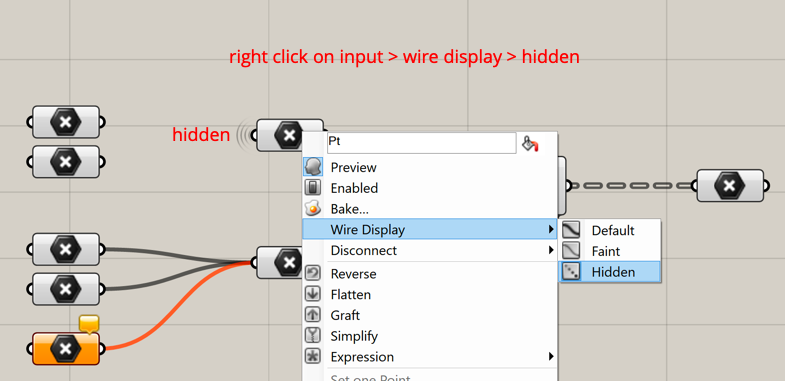 right click on input > wire display > hidden
hidden
Pt
Preview
Enabled
Bake...
Wire Display
Default
Disconnect
Faint
Hidden
Reverse
Flatten
Graft
Simplify
Expression
Set one Point